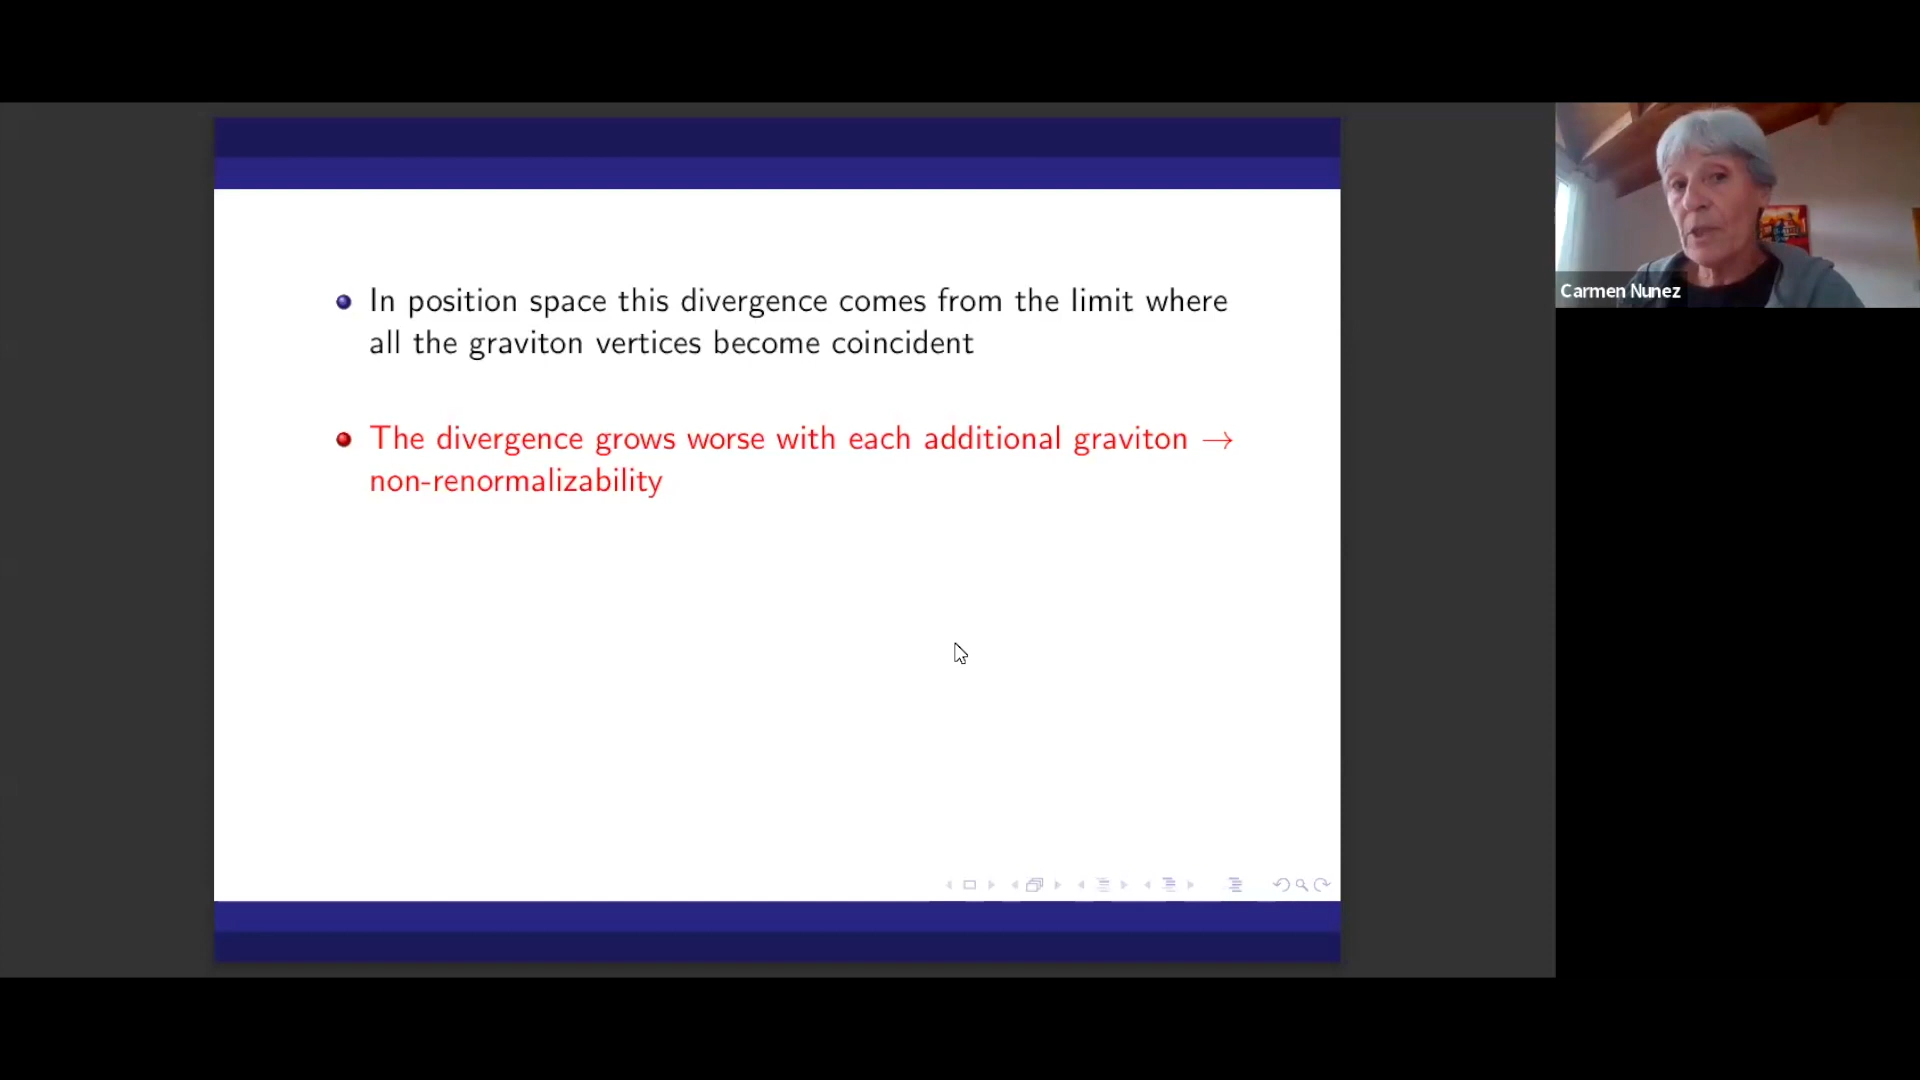 In position space this divergence comes from the limit where
all the graviton vertices become coincident
The divergence grows worse with each additional graviton →
non-renormalizability
Carmen Nunez